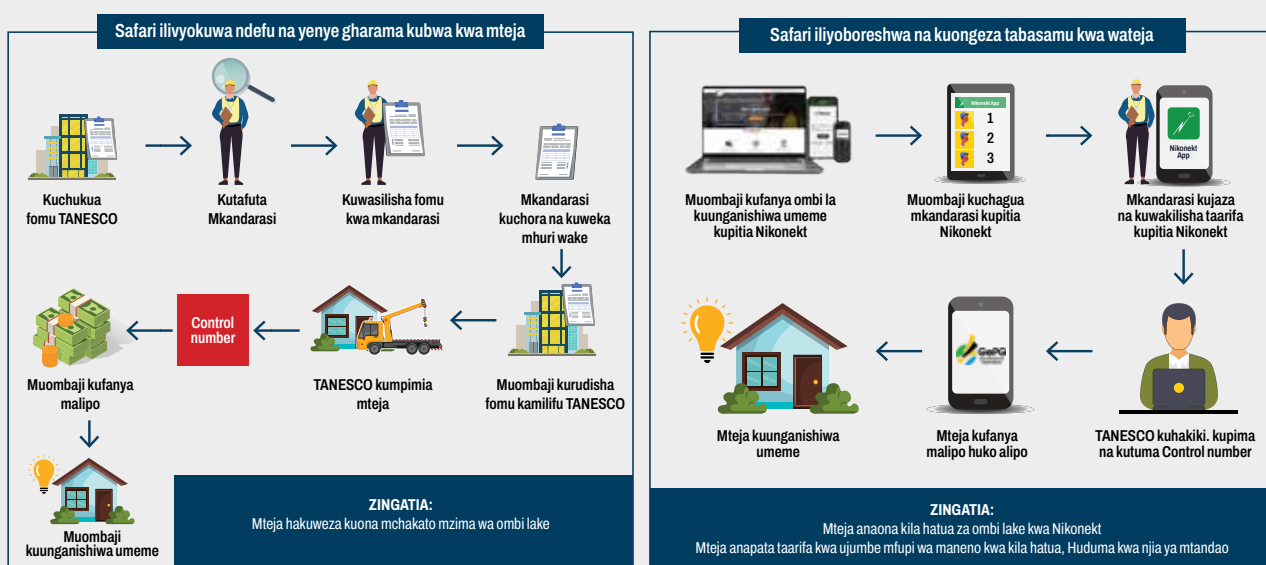 Safari ilivyokuwa ndefu na yenye gharama kubwa kwa mteja
Kuchukua
fomu TANESCO
Kutafuta
Mkandarasi
Kuwasilisha fomu
kwa mkandarasi
Mkandarasi
kuchora na kuweka
mhuri wake
Muombaji kurudisha
fomu kamilifu TANESCO
TANESCO kumpimia
mteja
Control
number
Muombaji kufanya
malipo
Muombaji
kuunganishiwa umeme
ZINGATIA:
Mteja hakuweza kuona mchakato mzima wa ombi lake
Safari iliyoboreshwa na kuongeza tabasamu kwa wateja
Muombaji kufanya ombi la
kuunganishiwa umeme
kupitia Nikonekt
Nikonekt App
1
2
3
Muombaji kuchagua
mkandarasi kupitia
Nikonekt
Nikonekt
App
Mkandarasi kujaza
na kuwakilisha taarifa
kupitia Nikonekt
TANESCO kuhakiki. kupima
na kutuma Control number
GePG
Mteja kufanya
malipo huko alipo
Mteja kuunganishiwa
umeme
ZINGATIA:
Mteja anaona kila hatua za ombi lake kwa Nikonekt
Mteja anapata taarifa kwa ujumbe mfupi wa maneno kwa kila hatua, Huduma kwa njia ya mtandao